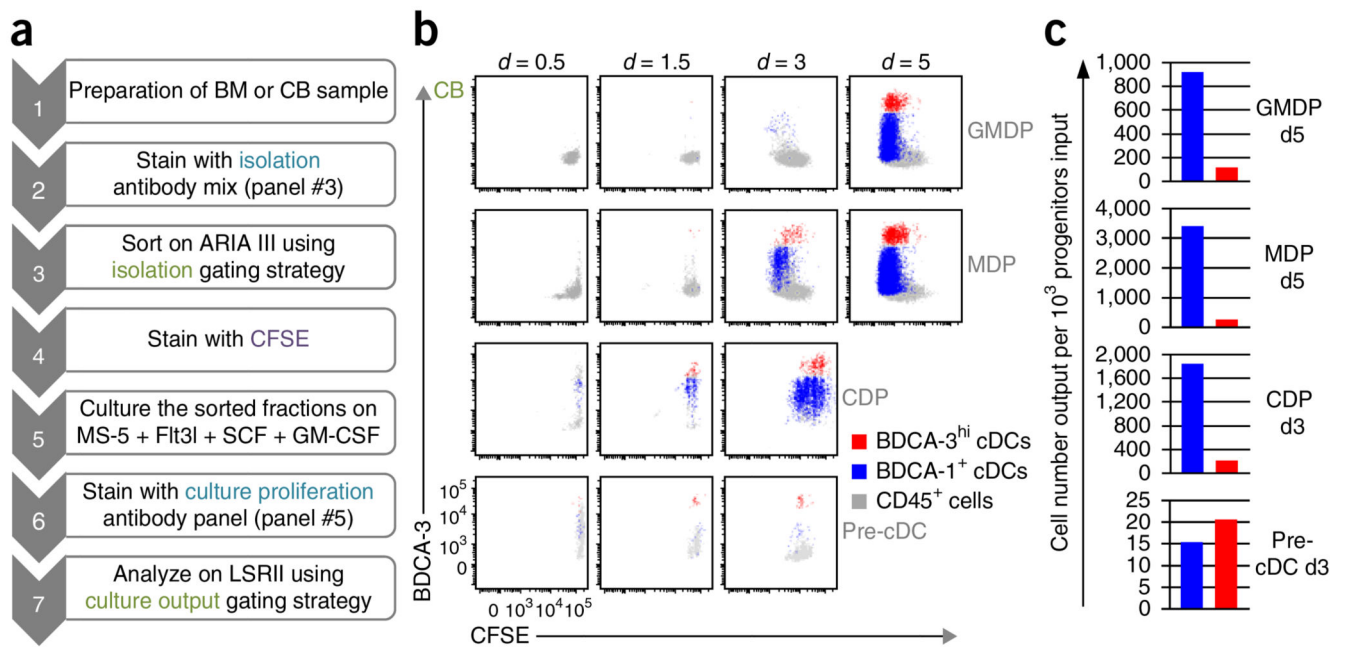 a
1
Preparation of BM or CB sample
2
Stain with isolation
antibody mix (panel #3)
3
Sort on ARIA III using
isolation gating strategy
4
Stain with CFSE
5
Culture the sorted fractions on
MS-5 + Flt3l + SCF + GM-CSF
6
Stain with culture proliferation
antibody panel (panel #5)
7
Analyze on LSRII using
culture output gating strategy
b
d = 0.5 d = 1.5 d = 3 d = 5
CB
GMDP
MDP
CDP
BDCA-3hi cDCs
BDCA-1+ cDCs
CD45+ cells
Pre-cDC
BDCA-3
10^5
10^4
10^3
0
0 10^3 10^4 10^5
CFSE
c
Cell number output per 10^3 progenitors input
1,000
800
600
400
200
0
GMDP
d5
4,000
3,000
2,000
1,000
0
MDP
d5
2,000
1,600
1,200
800
400
0
CDP
d3
25
20
15
10
5
0
Pre-
cDC d3